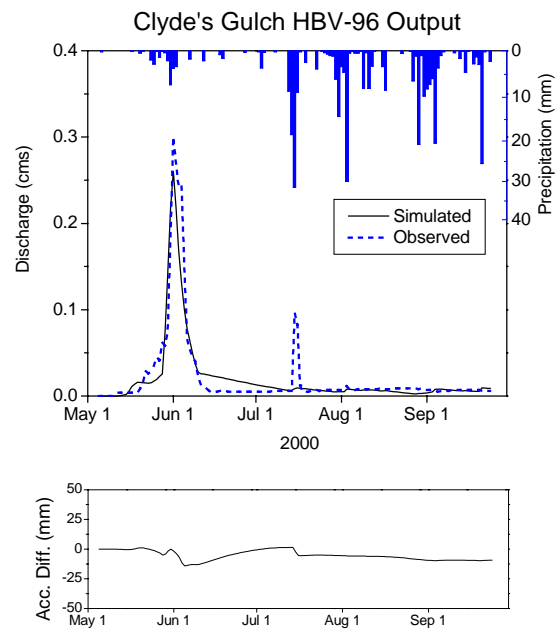 Clyde's Gulch HBV-96 Output
0.4
0.3
0.2
0.1
0.0
Discharge (cms)
0
10
20
30
40
Precipitation (mm)
Simulated
Observed
May 1 Jun 1 Jul 1 Aug 1 Sep 1
2000
50
25
0
-25
-50
Acc. Diff. (mm)
May 1 Jun 1 Jul 1 Aug 1 Sep 1